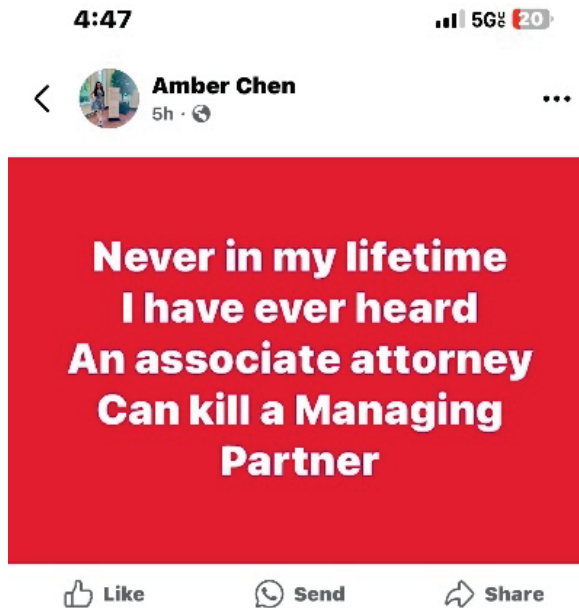 4:47 5G 20
Amber Chen
5h ·
Never in my lifetime
I have ever heard
An associate attorney
Can kill a Managing
Partner
Like Send Share